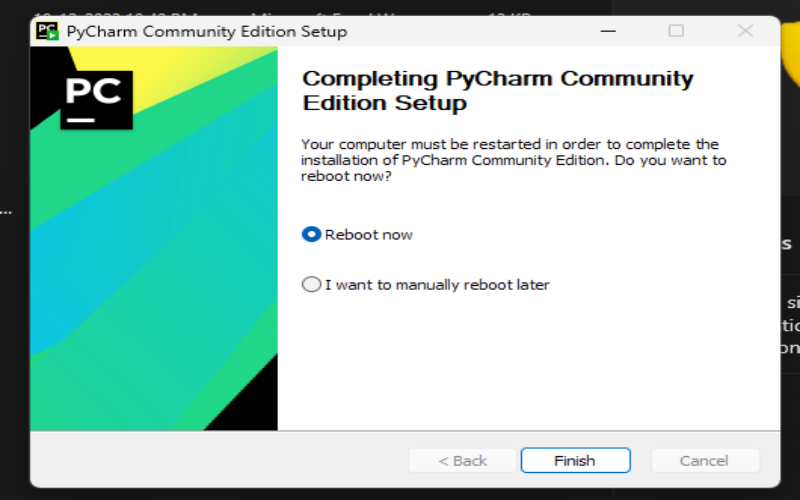 PyCharm Community Edition Setup
PC
Completing PyCharm Community
Edition Setup
Your computer must be restarted in order to complete the
installation of PyCharm Community Edition. Do you want to
reboot now?
Reboot now
I want to manually reboot later
< Back
Finish
Cancel